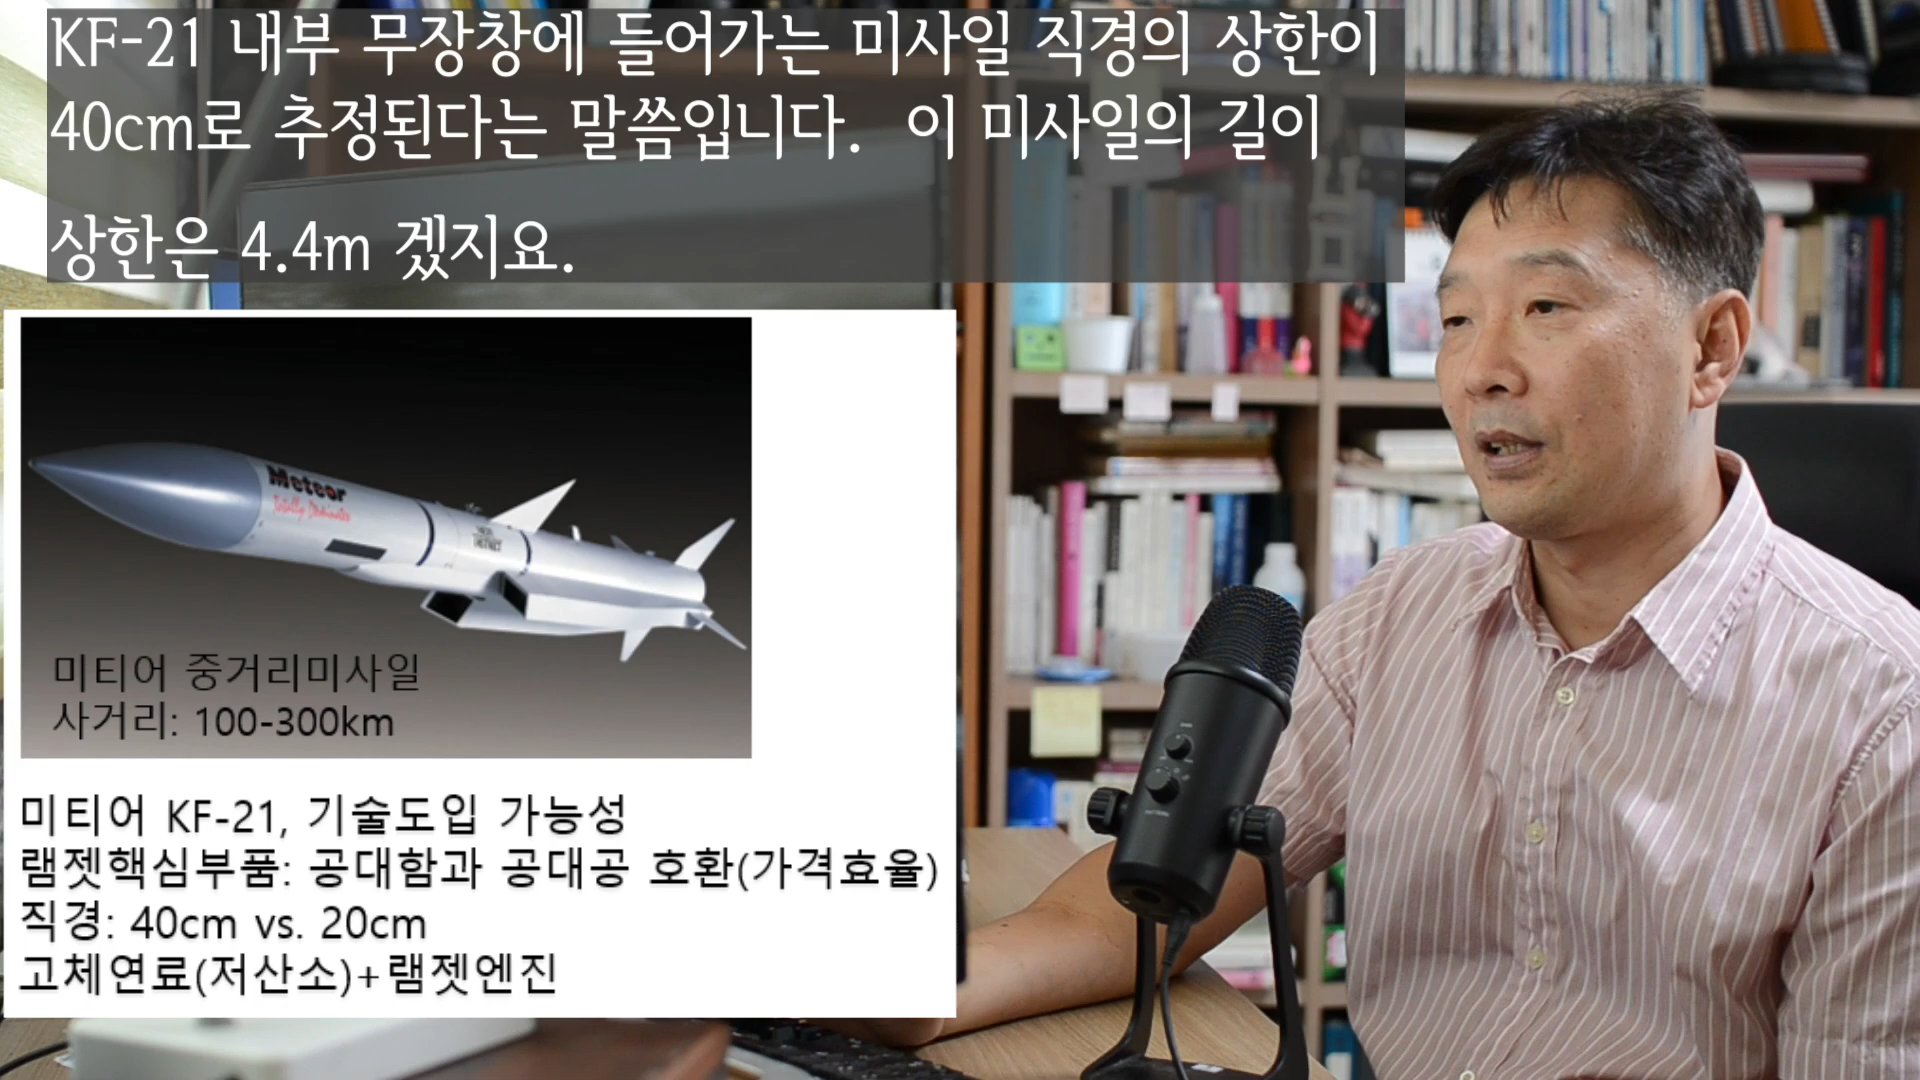 KF-21 내부 무장창에 들어가는 미사일 직경의 상한이
40cm로 추정된다는 말씀입니다. 이 미사일의 길이
상한은 4.4m 겠지요.
Meteor
미티어 중거리미사일
사거리: 100-300km
미티어 KF-21, 기술도입 가능성
램젯핵심부품: 공대함과 공대공 호환(가격효율)
직경: 40cm vs. 20cm
고체연료(저산소)+램젯엔진